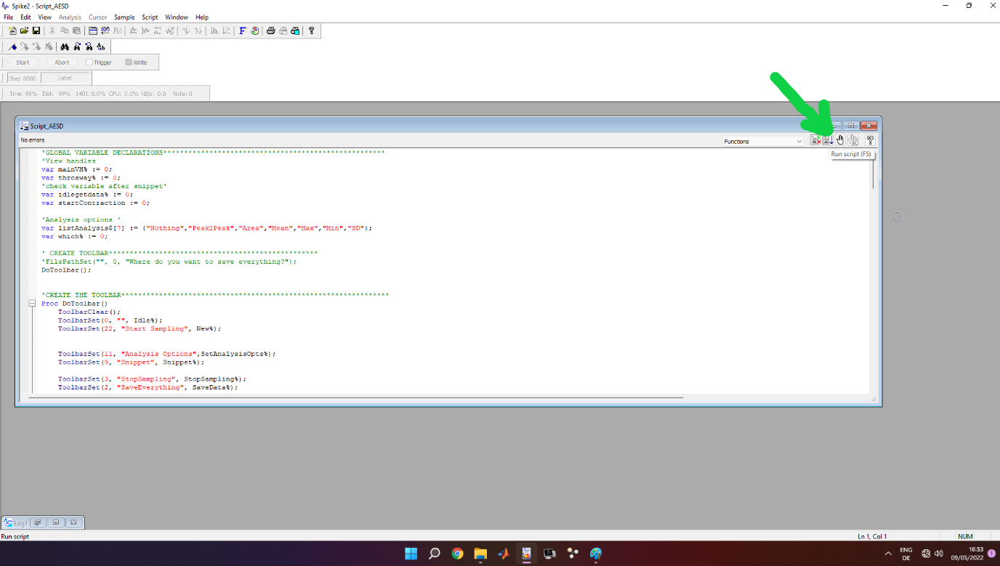 Spike2 - Script_AESD
File Edit View Analysis Cursor Sample Script Window Help
Start Abort Trigger Write
Step 8888 Label
Time: 99% Disk: 99% 1401: 0.0% CPU: 0.0% kB/s: 0.0 Note: 0
Script_AESD
No errors
Functions
Run script (F5)
'GLOBAL VARIABLE DECLARATIONS*****************************************************
'View handles
var mainVH% := 0;
var throaway% := 0;
'check variable after snippet'
var idlegetdata% := 0;
var startContraction := 0;
'Analysis options '
var listAnalysis$[7] := {"Nothing","Peak2Peak","Area","Mean","Max","Min","SD"};
var which% := 0;
' CREATE TOOLBAR**************************************************
'FilePathSet("", 0, "Where do you want to save everything?");
DoToolbar();
'CREATE THE TOOLBAR****************************************************************
Proc DoToolbar()
ToolbarClear();
ToolbarSet(0, "", Idle%);
ToolbarSet(22, "Start Sampling", New%);
ToolbarSet(11, "Analysis Options",SetAnalysisOpts%);
ToolbarSet(9, "Snippet", Snippet%);
ToolbarSet(3, "StopSampling", StopSampling%);
ToolbarSet(2, "SaveEverything", SaveData%);
Log1
Run script
Ln 1, Col 1
NUM
ENG
DE
16:53
09/05/2022
1